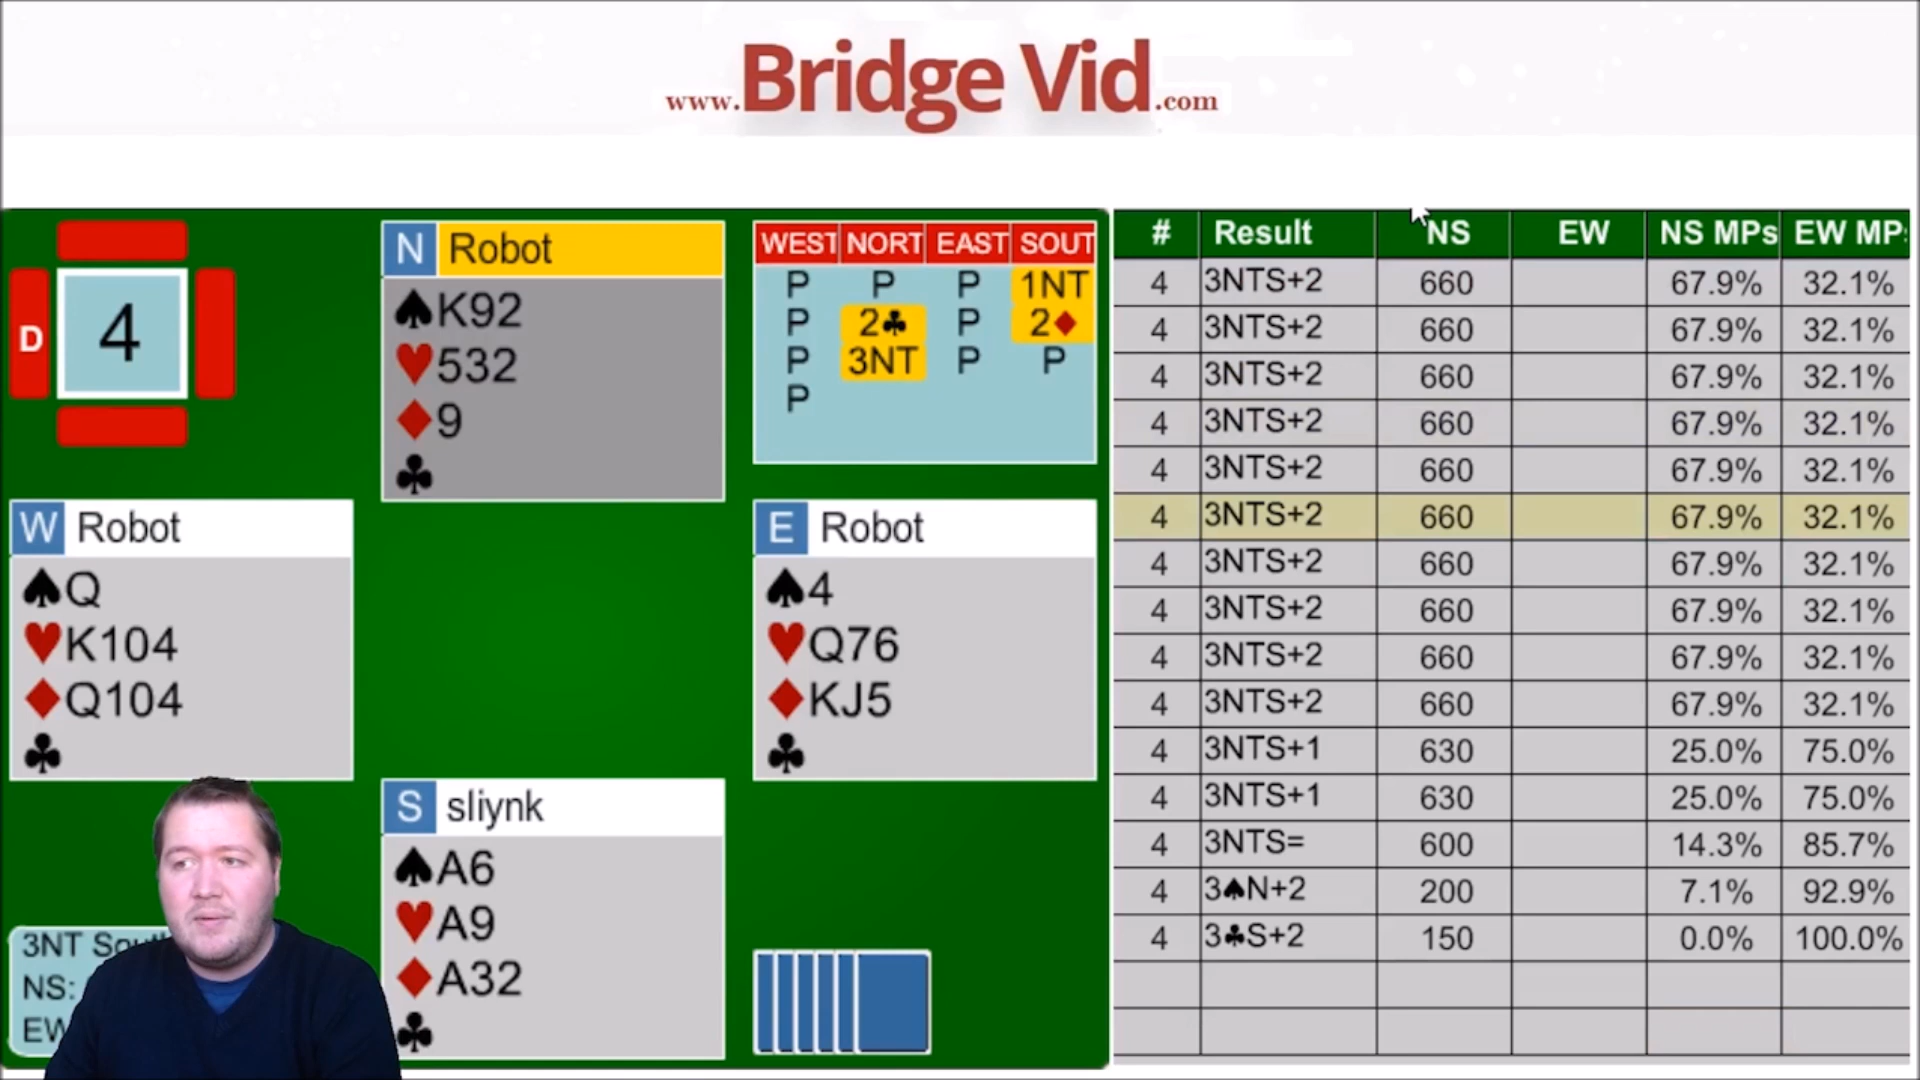 www.Bridge Vid.com
D
4
N Robot
♠K92
♥532
♦9
♣
WEST NORT EAST SOUT
P P P 1NT
P 2♣ P 2♦
P 3NT P P
P
W Robot
♠Q
♥K104
♦Q104
♣
E Robot
♠4
♥Q76
♦KJ5
♣
S sliynk
♠A6
♥A9
♦A32
♣
3NT
NS:
EW
# Result NS EW NS MPs EW MP
4 3NTS+2 660 67.9% 32.1%
4 3NTS+2 660 67.9% 32.1%
4 3NTS+2 660 67.9% 32.1%
4 3NTS+2 660 67.9% 32.1%
4 3NTS+2 660 67.9% 32.1%
4 3NTS+2 660 67.9% 32.1%
4 3NTS+2 660 67.9% 32.1%
4 3NTS+2 660 67.9% 32.1%
4 3NTS+2 660 67.9% 32.1%
4 3NTS+2 660 67.9% 32.1%
4 3NTS+1 630 25.0% 75.0%
4 3NTS+1 630 25.0% 75.0%
4 3NTS= 600 14.3% 85.7%
4 3♠N+2 200 7.1% 92.9%
4 3♣S+2 150 0.0% 100.0%